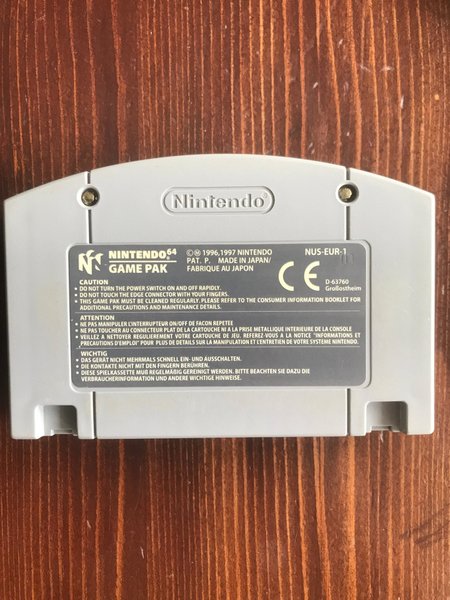 Nintendo
NINTENDO64
GAME PAK
©Ⓜ 1996,1997 NINTENDO
PAT. P. MADE IN JAPAN/
FABRIQUE AU JAPON
NUS-EUR-1
CE
D-63760
Großostheim
CAUTION
● DO NOT TURN THE POWER SWITCH ON AND OFF RAPIDLY.
● DO NOT TOUCH THE EDGE CONNECTOR WITH YOUR FINGERS.
● THIS GAME PAK MUST BE CLEANED REGULARLY. PLEASE REFER TO THE CONSUMER INFORMATION BOOKLET FOR
ADDITIONAL PRECAUTIONS AND MAINTENANCE DETAILS.
ATTENTION
● NE PAS MANIPULER L'INTERRUPTEUR ON/OFF DE FACON REPETEE
● NE PAS TOUCHER AU CONNECTEUR PLAT DE LA CARTOUCHE NI A LA PRISE METALLIQUE INTERIEURE DE LA CONSOLE
● VEILLEZ A NETTOYER REGULIEREMENT VOTRE CARTOUCHE DE JEU. REFEREZ-VOUS A LA NOTICE "INFORMATIONS ET
PRECAUTIONS D'EMPLOI" POUR PLUS DE DETAILS SUR LA MANIPULATION ET L'ENTRETIEN DE VOTRE SYSTEME NINTENDO.
WICHTIG
● DAS GERÄT NICHT MEHRMALS SCHNELL EIN- UND AUSSCHALTEN.
● DIE KONTAKTE NICHT MIT DEN FINGERN BERÜHREN.
● DIESE SPIELKASSETTE MUß REGELMÄßIG GEREINIGT WERDEN. BITTE BEACHTEN SIE DAZU DIE
VERBRAUCHERINFORMATION UND ANDERE WICHTIGE HINWEISE.